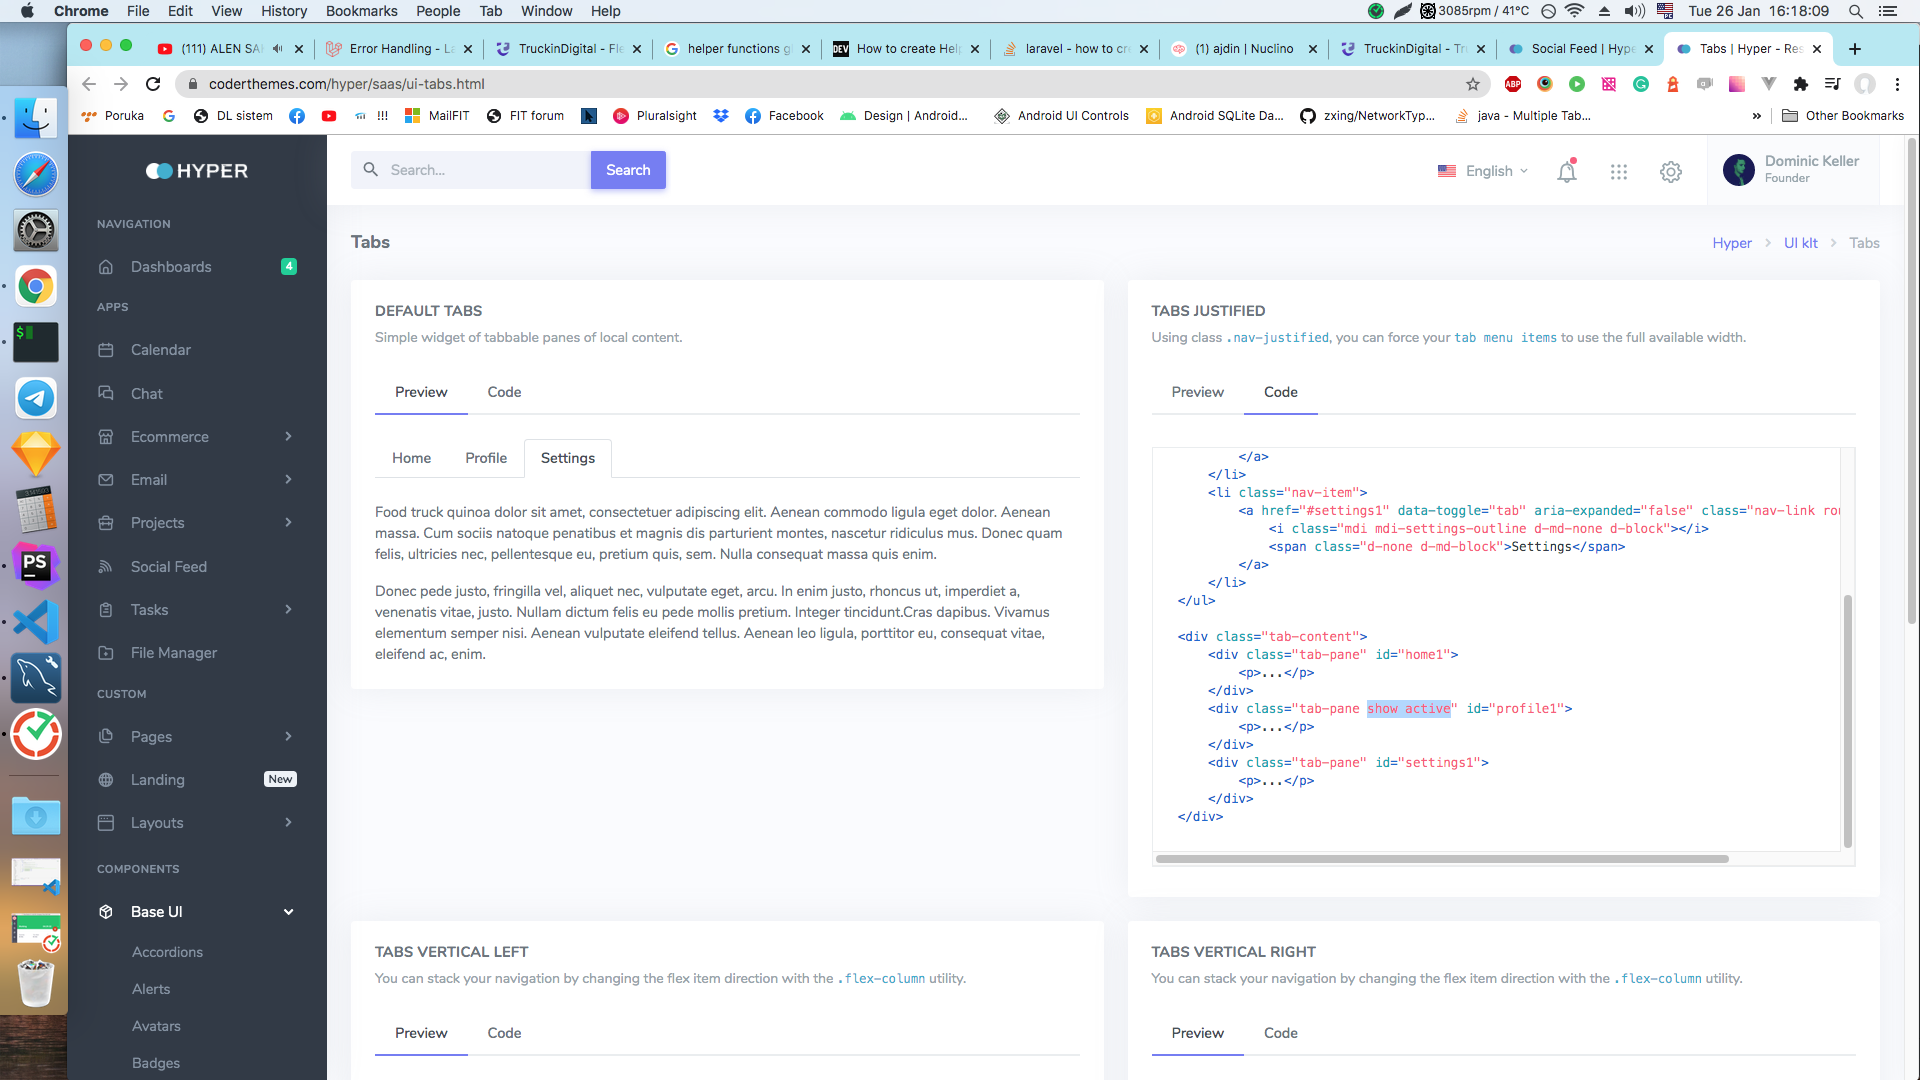 Chrome File Edit View History Bookmarks People Tab Window Help 3085rpm / 41°C Tue 26 Jan 16:18:09
(111) ALEN SA Error Handling - L TruckinDigital - Fle helper functions g How to create Hel laravel - how to cr (1) ajdin | Nuclino TruckinDigital - Tr Social Feed | Hype Tabs | Hyper - Res
coderthemes.com/hyper/saas/ui-tabs.html
Poruka DL sistem !!! MailFIT FIT forum Pluralsight Facebook Design | Android... Android UI Controls Android SQLite Da... zxing/NetworkTyp... java - Multiple Tab... » Other Bookmarks
HYPER
Search...
Search
English
Dominic Keller
Founder
NAVIGATION
Dashboards 4
APPS
Calendar
Chat
Ecommerce
Email
Projects
Social Feed
Tasks
File Manager
CUSTOM
Pages
Landing New
Layouts
COMPONENTS
Base UI
Accordions
Alerts
Avatars
Badges
Tabs
Hyper > UI kIt > Tabs
DEFAULT TABS
Simple widget of tabbable panes of local content.
Preview Code
Home Profile Settings
Food truck quinoa dolor sit amet, consectetuer adipiscing elit. Aenean commodo ligula eget dolor. Aenean
massa. Cum sociis natoque penatibus et magnis dis parturient montes, nascetur ridiculus mus. Donec quam
felis, ultricies nec, pellentesque eu, pretium quis, sem. Nulla consequat massa quis enim.
Donec pede justo, fringilla vel, aliquet nec, vulputate eget, arcu. In enim justo, rhoncus ut, imperdiet a,
venenatis vitae, justo. Nullam dictum felis eu pede mollis pretium. Integer tincidunt.Cras dapibus. Vivamus
elementum semper nisi. Aenean vulputate eleifend tellus. Aenean leo ligula, porttitor eu, consequat vitae,
eleifend ac, enim.
TABS JUSTIFIED
Using class .nav-justified, you can force your tab menu items to use the full available width.
Preview Code
</a>
</li>
<li class="nav-item">
<a href="#settings1" data-toggle="tab" aria-expanded="false" class="nav-link rou
<i class="mdi mdi-settings-outline d-md-none d-block"></i>
<span class="d-none d-md-block">Settings</span>
</a>
</li>
</ul>
<div class="tab-content">
<div class="tab-pane" id="home1">
<p>...</p>
</div>
<div class="tab-pane show active" id="profile1">
<p>...</p>
</div>
<div class="tab-pane" id="settings1">
<p>...</p>
</div>
</div>
TABS VERTICAL LEFT
You can stack your navigation by changing the flex item direction with the .flex-column utility.
Preview Code
TABS VERTICAL RIGHT
You can stack your navigation by changing the flex item direction with the .flex-column utility.
Preview Code